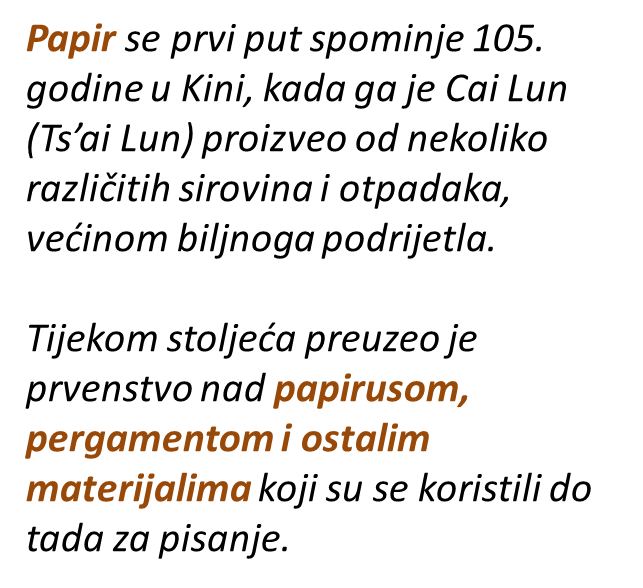 Papir se prvi put spominje 105.
godine u Kini, kada ga je Cai Lun
(Ts’ai Lun) proizveo od nekoliko
različitih sirovina i otpadaka,
većinom biljnoga podrijetla.
Tijekom stoljeća preuzeo je
prvenstvo nad papirusom,
pergamentom i ostalim
materijalima koji su se koristili do
tada za pisanje.